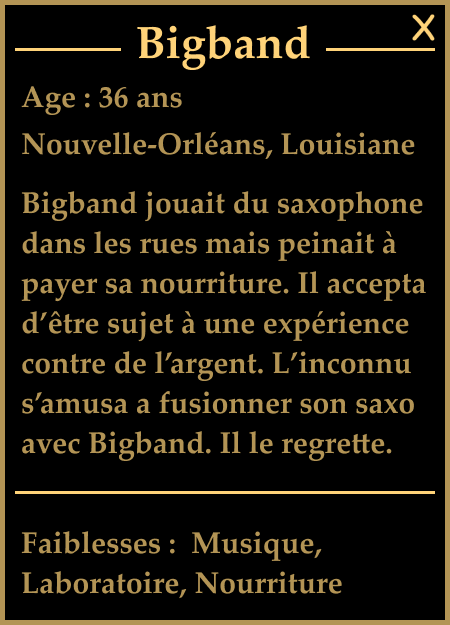 Bigband
X
Age : 36 ans
Nouvelle-Orléans, Louisiane
Bigband jouait du saxophone
dans les rues mais peinait à
payer sa nourriture. Il accepta
d’être sujet à une expérience
contre de l’argent. L’inconnu
s’amusa a fusionner son saxo
avec Bigband. Il le regrette.
Faiblesses :  Musique,
Laboratoire, Nourriture